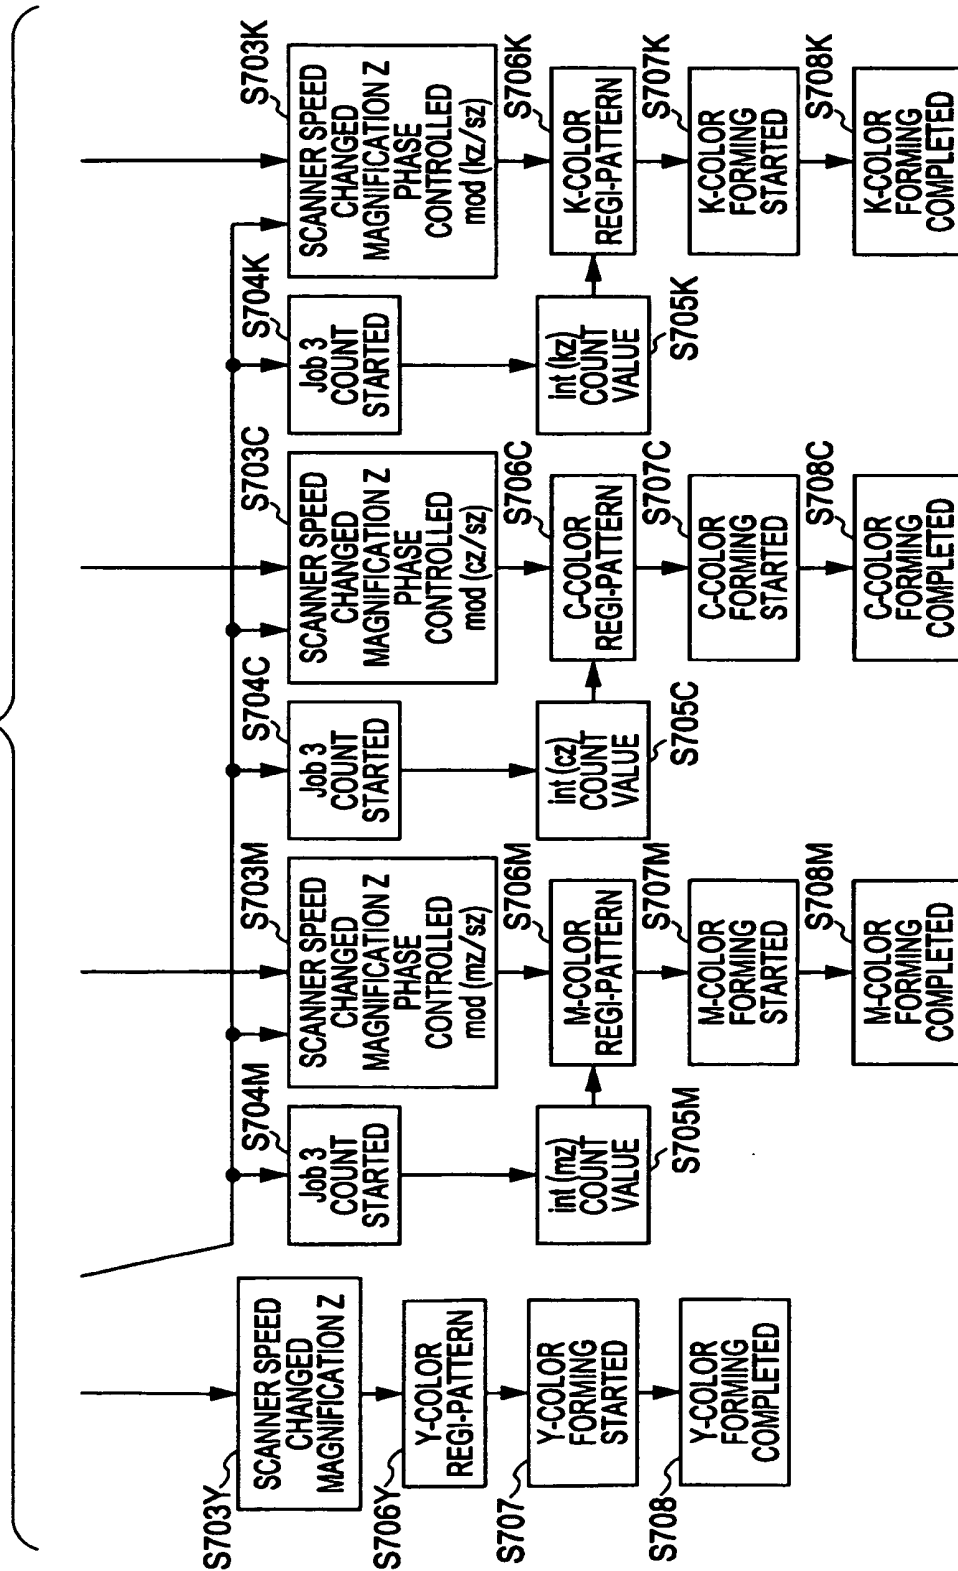 S703Y
SCANNER SPEED
CHANGED
MAGNIFICATION Z
S706Y
Y-COLOR
REGI-PATTERN
S707
Y-COLOR
FORMING
STARTED
S708
Y-COLOR
FORMING
COMPLETED
S704M
Job 3
COUNT
STARTED
int (mz)
COUNT
VALUE
S705M
S703M
SCANNER SPEED
CHANGED
MAGNIFICATION Z
PHASE
CONTROLLED
mod (mz/sz)
S706M
M-COLOR
REGI-PATTERN
S707M
M-COLOR
FORMING
STARTED
S708M
M-COLOR
FORMING
COMPLETED
S704C
Job 3
COUNT
STARTED
int (cz)
COUNT
VALUE
S705C
S703C
SCANNER SPEED
CHANGED
MAGNIFICATION Z
PHASE
CONTROLLED
mod (cz/sz)
S706C
C-COLOR
REGI-PATTERN
S707C
C-COLOR
FORMING
STARTED
S708C
C-COLOR
FORMING
COMPLETED
S704K
Job 3
COUNT
STARTED
int (kz)
COUNT
VALUE
S705K
S703K
SCANNER SPEED
CHANGED
MAGNIFICATION Z
PHASE
CONTROLLED
mod (kz/sz)
S706K
K-COLOR
REGI-PATTERN
S707K
K-COLOR
FORMING
STARTED
S708K
K-COLOR
FORMING
COMPLETED